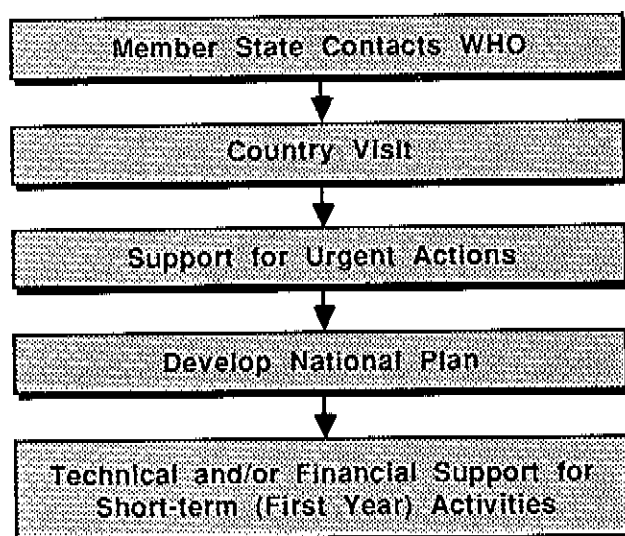 Member State Contacts WHO
Country Visit
Support for Urgent Actions
Develop National Plan
Technical and/or Financial Support for
Short-term (First Year) Activities